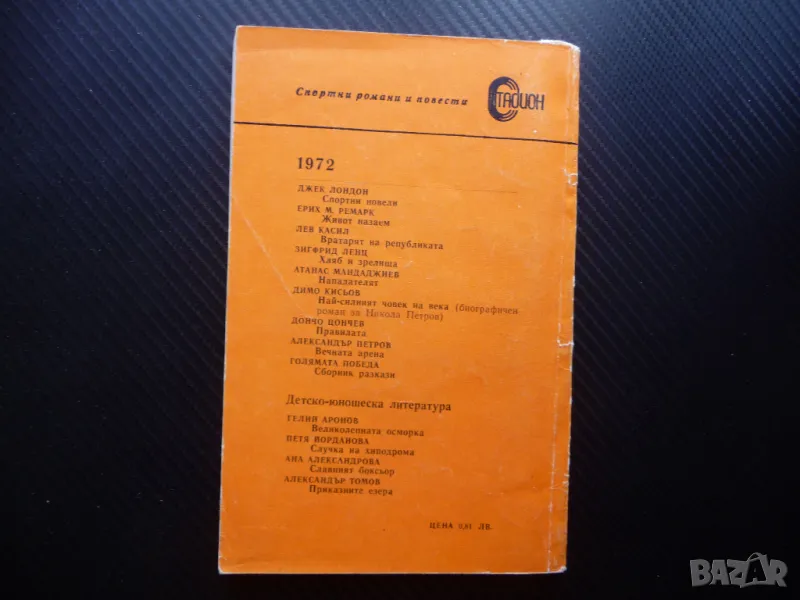 Спортни романи и повести
СТАДИОН
1972
ДЖЕК ЛОНДОН
Спортни новели
ЕРИХ М. РЕМАРК
Живот назаем
ЛЕВ КАСИЛ
Вратарят на републиката
ЗИГФРИД ЛЕНЦ
Хляб и зрелища
АТАНАС МАНДАДЖИЕВ
Нападателят
ДИМО КИСЬОВ
Най-силният човек на века (биографичен
роман за Никола Петров)
ДОНЧО ЦОНЧЕВ
Правилата
АЛЕКСАНДЪР ПЕТРОВ
Вечната арена
ГОЛЯМАТА ПОБЕДА
Сборник разкази
Детско-юношеска литература
ТЕЛИП АРОНОВ
Великолепната осморка
ПЕТЯ ЙОРДАНОВА
Случка на хиподрома
АНА АЛЕКСАНДРОВА
Славният боксьор
АЛЕКСАНДЪР ТОМОВ
Приказните езера
ЦЕНА 0,81 ЛВ.
BAZAR